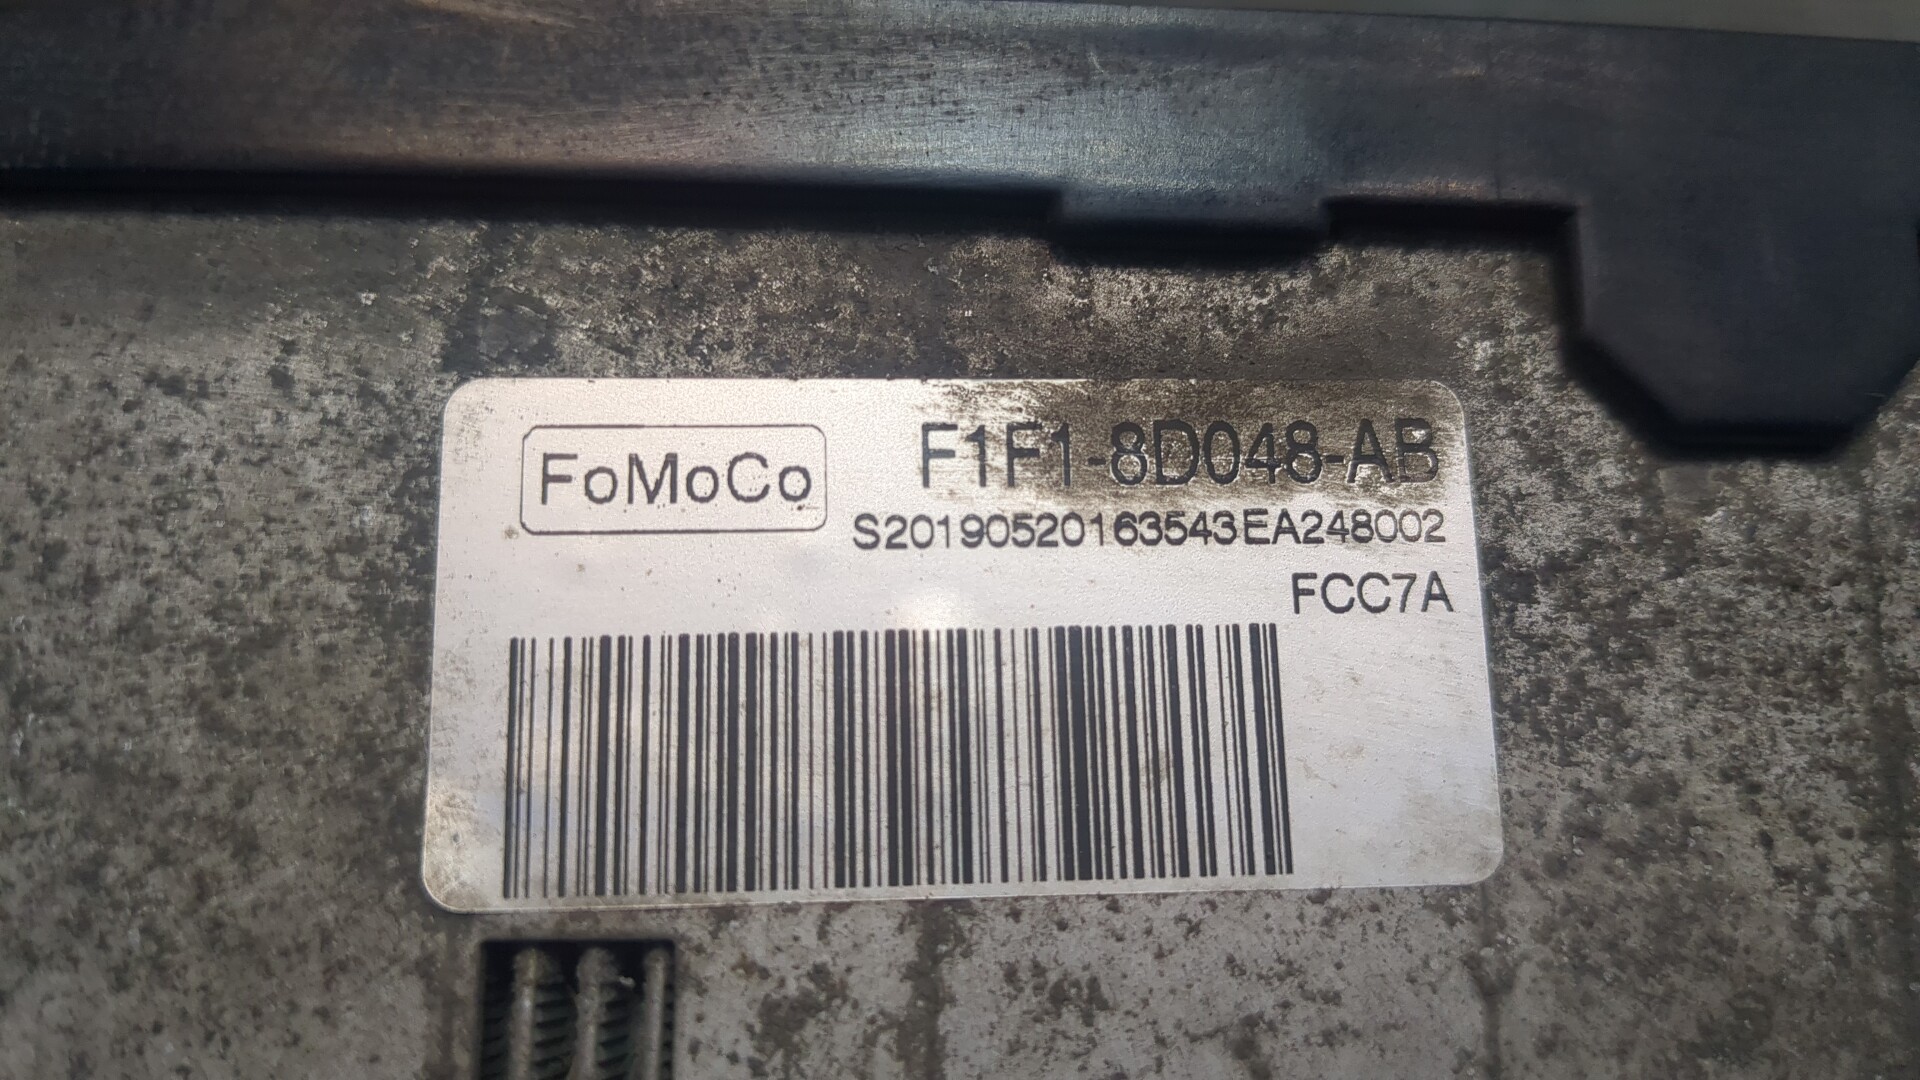 FoMoCo
F1F1-8D048-AB
S20190520163543EA248002
FCC7A